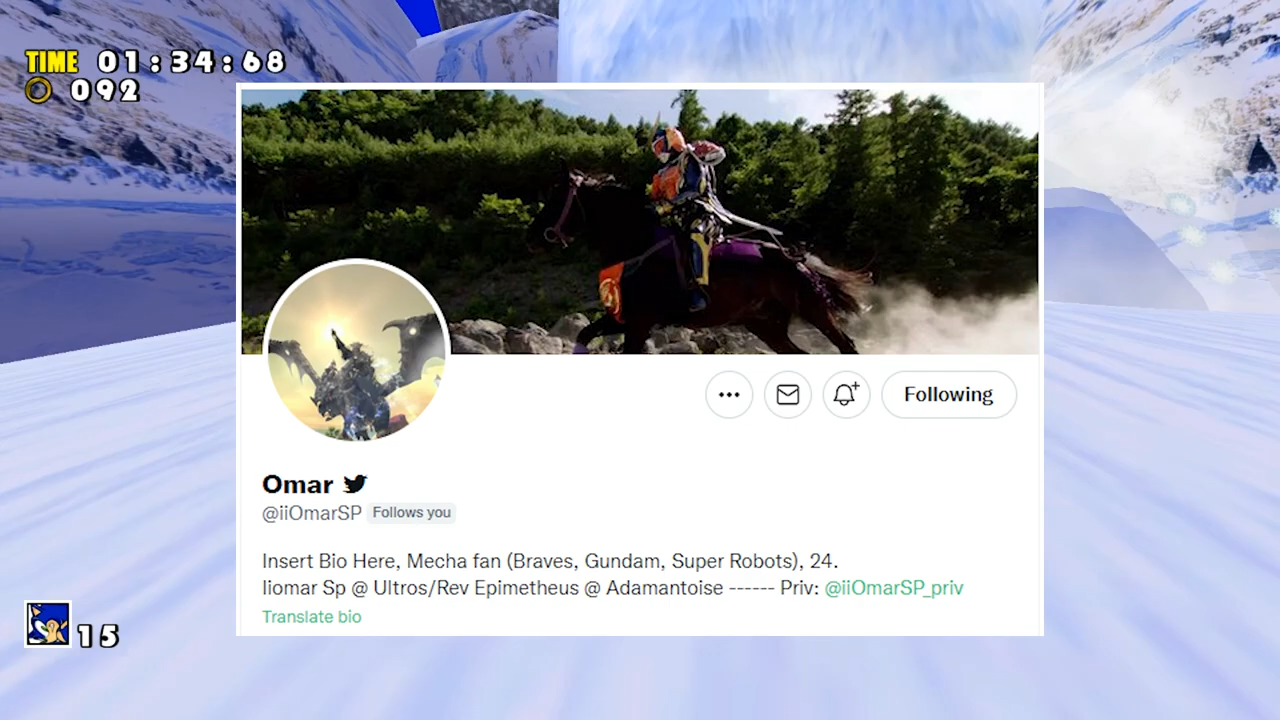 TIME 01:34:68
092
Following
Omar
@iiOmarSP Follows you
Insert Bio Here, Mecha fan (Braves, Gundam, Super Robots), 24.
Iiomar Sp @ Ultros/Rev Epimetheus @ Adamantoise ------ Priv: @iiOmarSP_priv
Translate bio
15